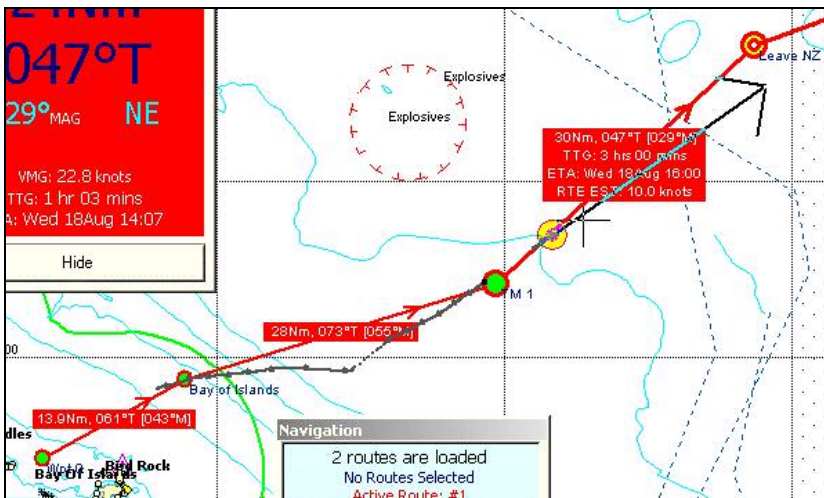 047°T
29°MAG NE
VMG: 22.8 knots
TTG: 1 hr 03 mins
A: Wed 18Aug 14:07
Hide
Explosives
Explosives
Leave NZ
30Nm, 047°T [029°M]
TTG: 3 hrs 00 mins
ETA: Wed 18Aug 16:00
RTE EST: 10.0 knots
TM 1
28Nm, 073°T [055°M]
00
Bay of Islands
13.9Nm, 061°T [043°M]
dles
Bird Rock
Bay Of Islands
Navigation
2 routes are loaded
No Routes Selected
Active Route: #1